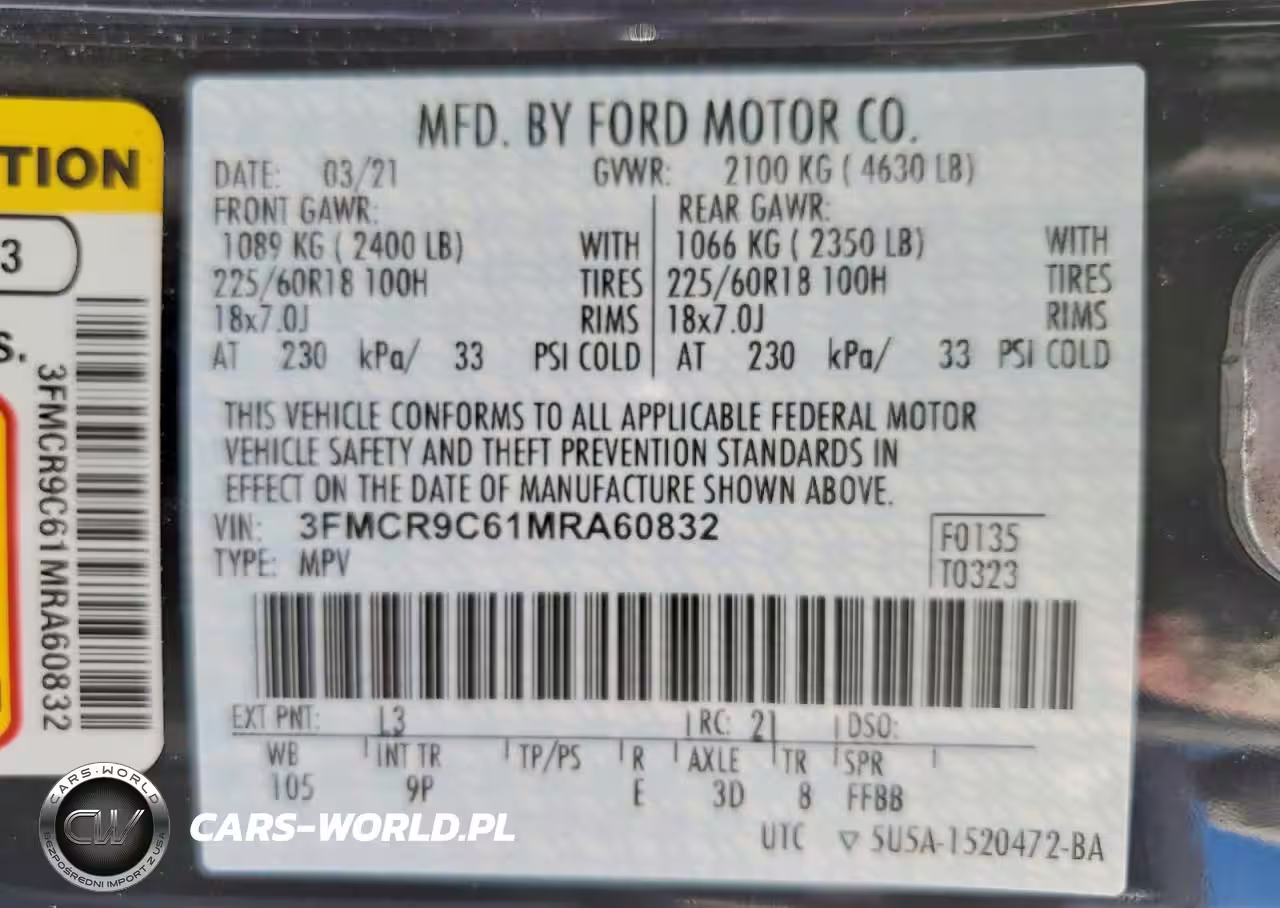 TION
3
S.
3FMCR9C61MRA60832
MFD. BY FORD MOTOR CO.
DATE: 03/21 GVWR: 2100 KG ( 4630 LB)
FRONT GAWR: REAR GAWR:
1089 KG ( 2400 LB) WITH 1066 KG ( 2350 LB) WITH
225/60R18 100H TIRES 225/60R18 100H TIRES
18x7.0J RIMS 18x7.0J RIMS
AT 230 kPa/ 33 PSI COLD AT 230 kPa/ 33 PSI COLD
THIS VEHICLE CONFORMS TO ALL APPLICABLE FEDERAL MOTOR
VEHICLE SAFETY AND THEFT PREVENTION STANDARDS IN
EFFECT ON THE DATE OF MANUFACTURE SHOWN ABOVE.
VIN: 3FMCR9C61MRA60832 F0135
TYPE: MPV T0323
EXT PNT: L3 RC: 21 DSO:
WB INT TR TP/PS R AXLE TR SPR
105 9P E 3D 8 FFBB
UTC ▽ 5U5A-1520472-BA
CARS-WORLD
CW
BEZPOŚREDNI IMPORT Z USA
CARS-WORLD.PL